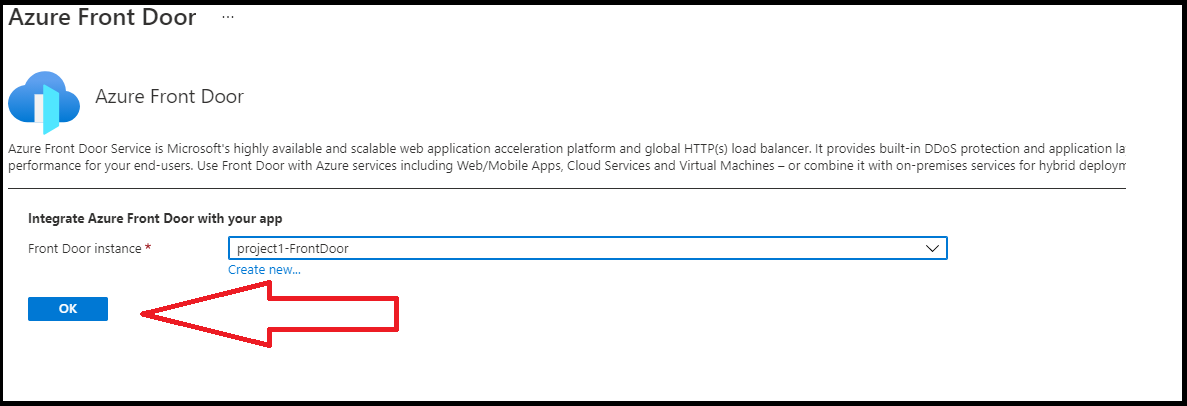 Azure Front Door ...
Azure Front Door
Azure Front Door Service is Microsoft's highly available and scalable web application acceleration platform and global HTTP(s) load balancer. It provides built-in DDoS protection and application la
performance for your end-users. Use Front Door with Azure services including Web/Mobile Apps, Cloud Services and Virtual Machines – or combine it with on-premises services for hybrid deploym
Integrate Azure Front Door with your app
Front Door instance * project1-FrontDoor
Create new...
OK